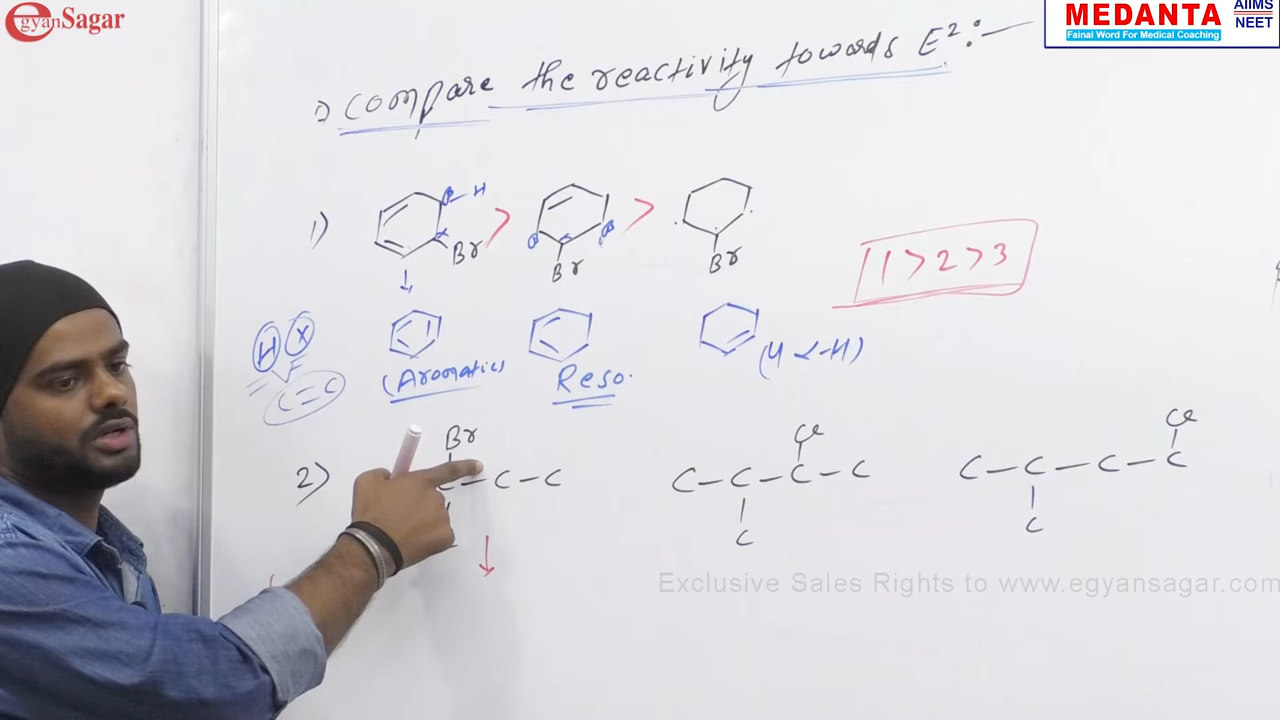 egyanSagar
MEDANTA AIIMS NEET
Fainal Word For Medical Coaching
Compare the reactivity towards E²:-
1) H Br > Br > Br
1 > 2 > 3
H X
C=C
(Aromatic) Reso. (4 α-H)
2) Br Cl Cl
C-C-C C-C-C-C C-C-C-C
C C
Exclusive Sales Rights to www.egyansagar.com